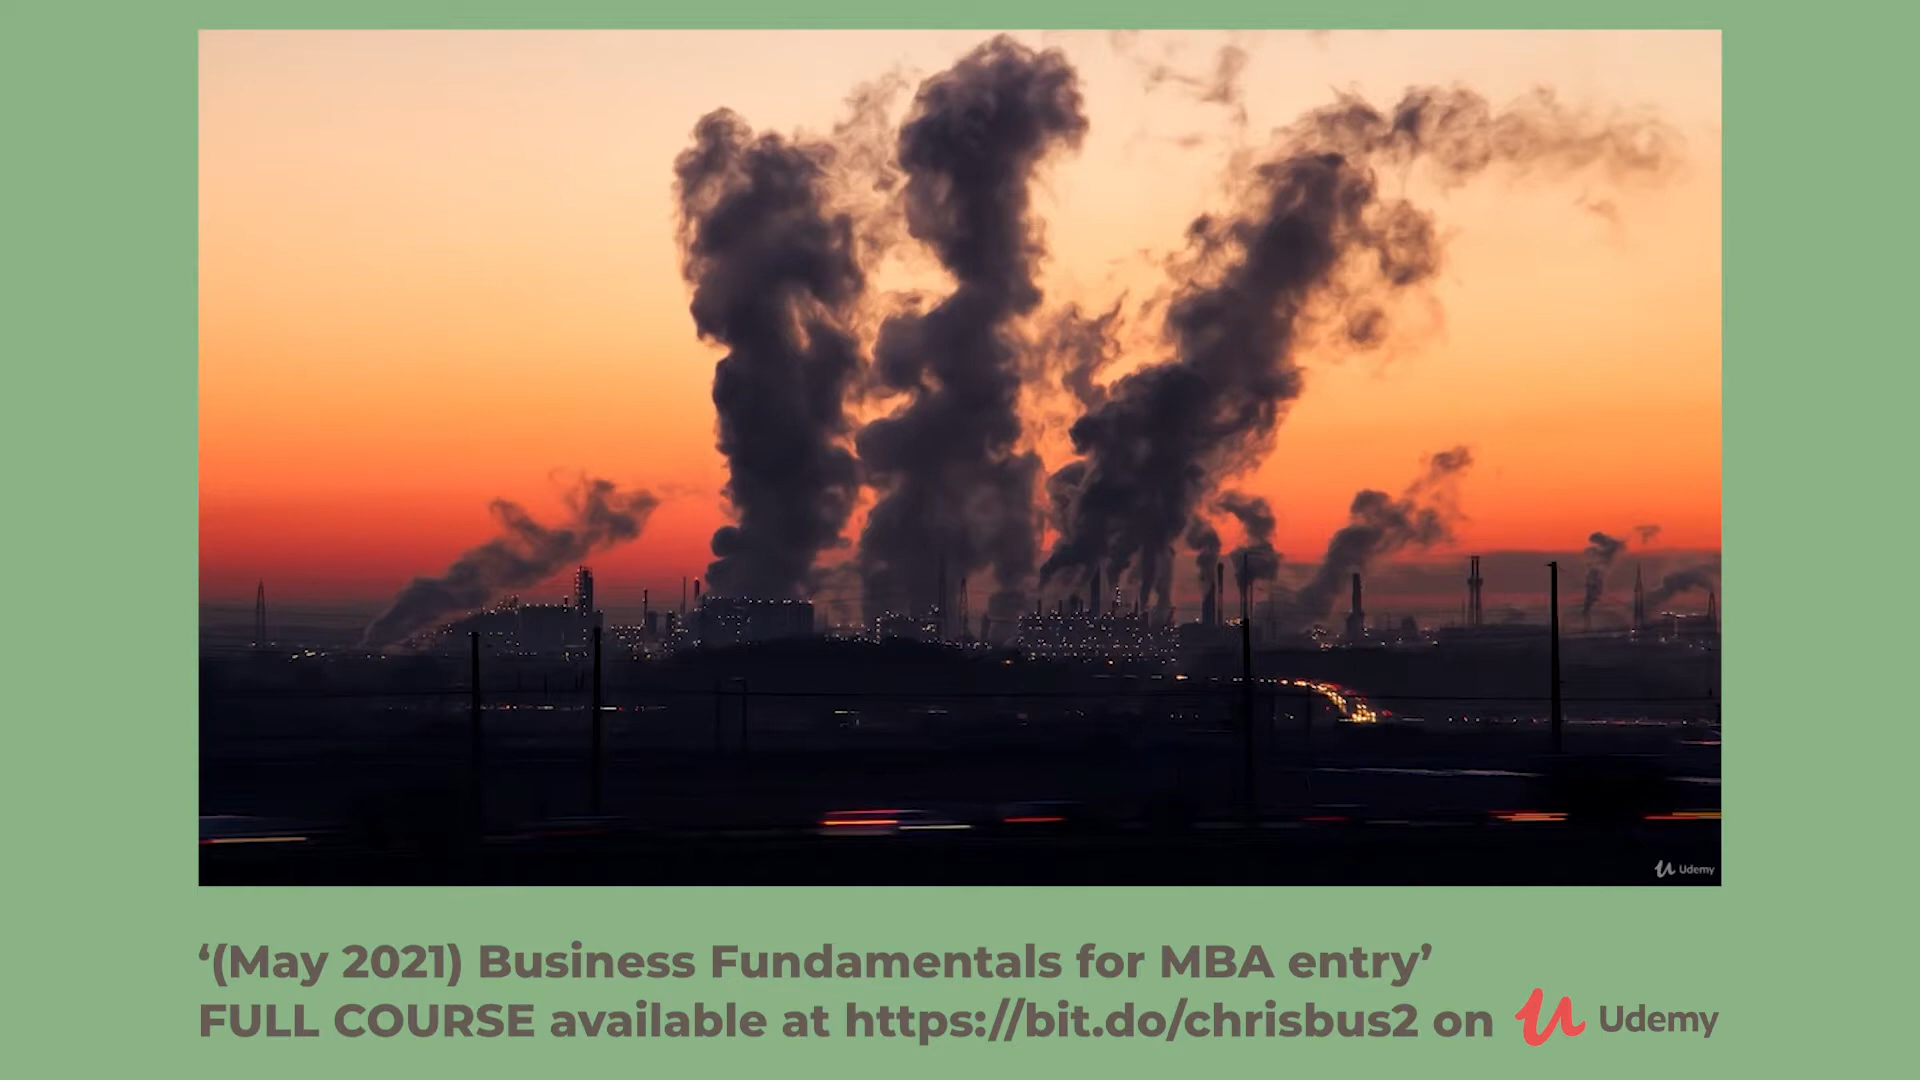 Udemy
‘(May 2021) Business Fundamentals for MBA entry’
FULL COURSE available at https://bit.do/chrisbus2 on Udemy